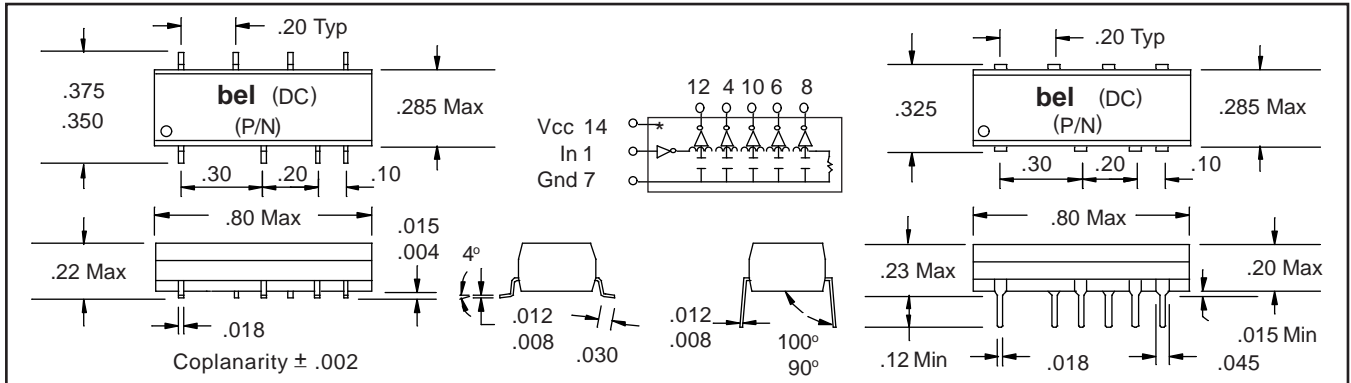 .20 Typ
.375
.350
bel (DC)
(P/N)
.285 Max
.30
.20
.10
.80 Max
.22 Max
.015
.004
.018
Coplanarity ± .002
12 4 10 6 8
Vcc 14
*
In 1
Gnd 7
4º
.012
.008
.030
.012
.008
100º
90º
.20 Typ
.325
bel (DC)
(P/N)
.285 Max
.30
.20
.10
.80 Max
.23 Max
.20 Max
.12 Min
.018
.015 Min
.045